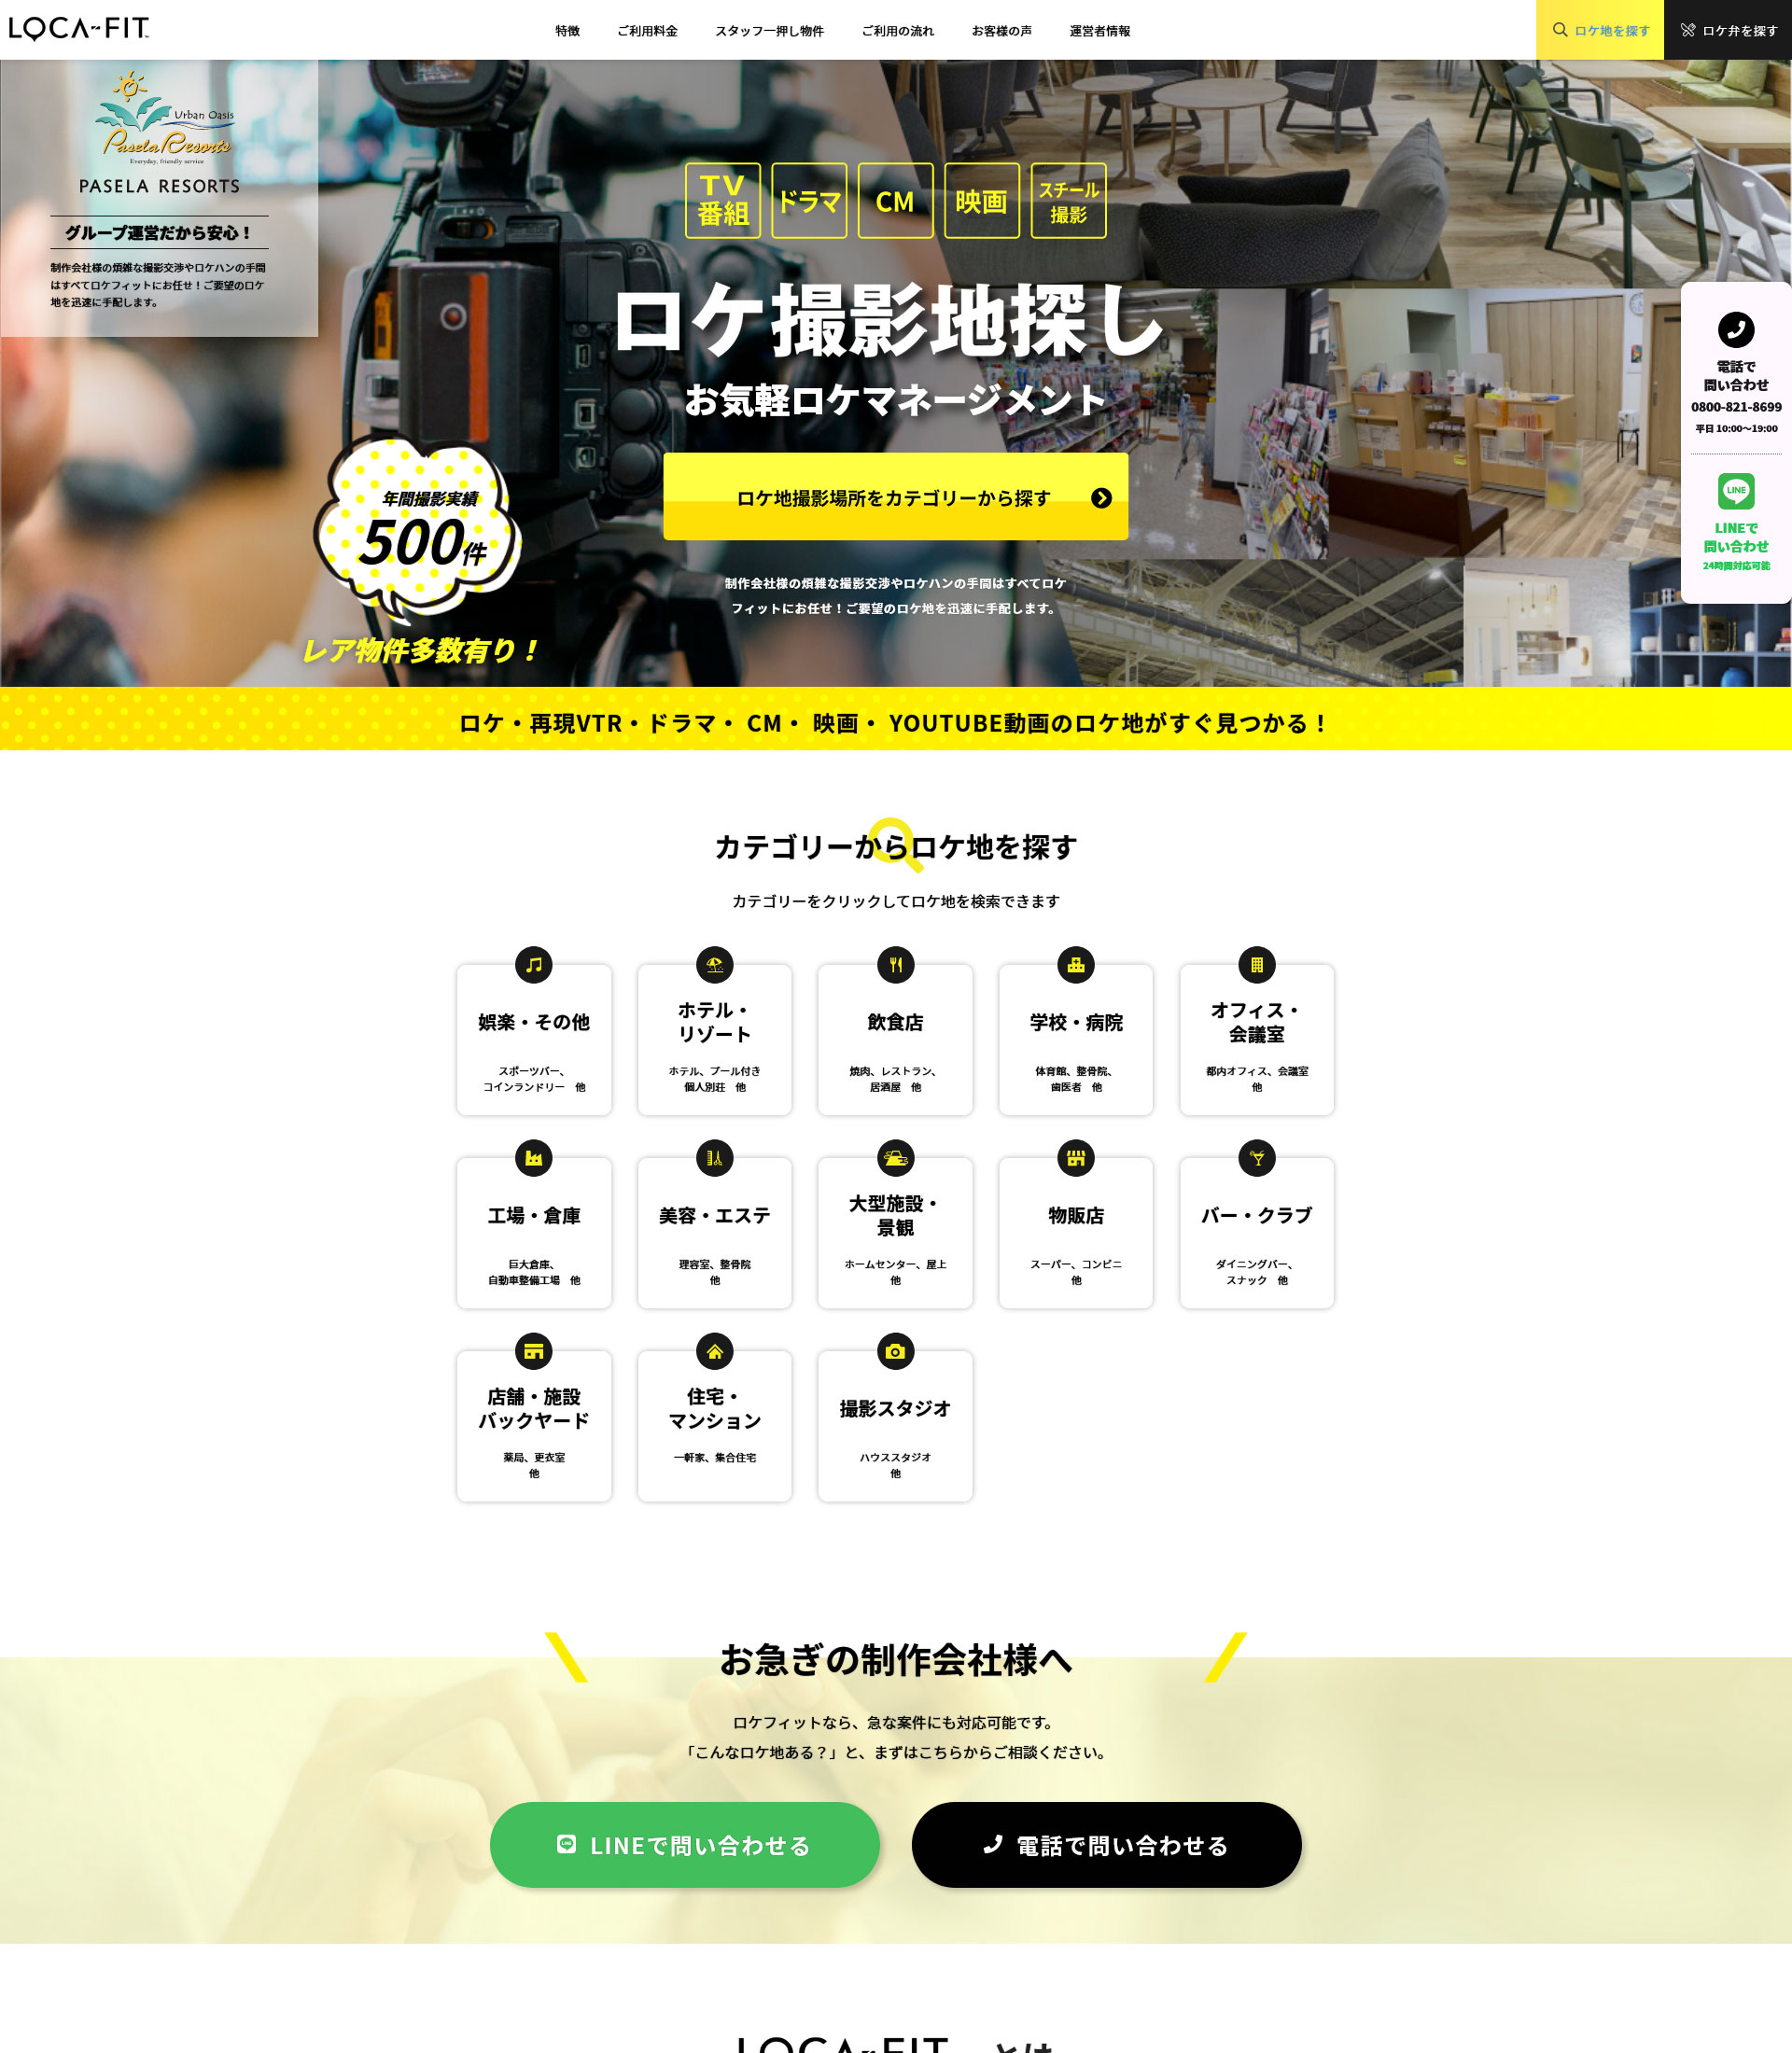 LOCA FIT
特徴
ご利用料金
スタッフ一押し物件
ご利用の流れ
お客様の声
運営者情報
ロケ地を探す
ロケ弁を探す
Urban Oasis
Pasela Resorts
Everyday, friendly service
PASELA RESORTS
グループ運営だから安心！
制作会社様の煩雑な撮影交渉やロケハンの手間
はすべてロケフィットにお任せ！ご要望のロケ
地を迅速に手配します。
TV
番組
ドラマ
CM
映画
スチール
撮影
ロケ撮影地探し
お気軽ロケマネージメント
年間撮影実績
500件
レア物件多数有り！
ロケ地撮影場所をカテゴリーから探す
制作会社様の煩雑な撮影交渉やロケハンの手間はすべてロケ
フィットにお任せ！ご要望のロケ地を迅速に手配します。
電話で
問い合わせ
0800-821-8699
平日 10:00〜19:00
LINE
LINEで
問い合わせ
24時間対応可能
ロケ・再現VTR・ドラマ・ CM・ 映画・ YOUTUBE動画のロケ地がすぐ見つかる！
カテゴリーからロケ地を探す
カテゴリーをクリックしてロケ地を検索できます
娯楽・その他
スポーツバー、
コインランドリー　他
ホテル・
リゾート
ホテル、プール付き
個人別荘　他
飲食店
焼肉、レストラン、
居酒屋　他
学校・病院
体育館、整骨院、
歯医者　他
オフィス・
会議室
都内オフィス、会議室
他
工場・倉庫
巨大倉庫、
自動車整備工場　他
美容・エステ
理容室、整骨院
他
大型施設・
景観
ホームセンター、屋上
他
物販店
スーパー、コンビニ
他
バー・クラブ
ダイニングバー、
スナック　他
店舗・施設
バックヤード
薬局、更衣室
他
住宅・
マンション
一軒家、集合住宅
撮影スタジオ
ハウススタジオ
他
お急ぎの制作会社様へ
ロケフィットなら、急な案件にも対応可能です。
「こんなロケ地ある？」と、まずはこちらからご相談ください。
LINEで問い合わせる
電話で問い合わせる
LOCA FIT とは